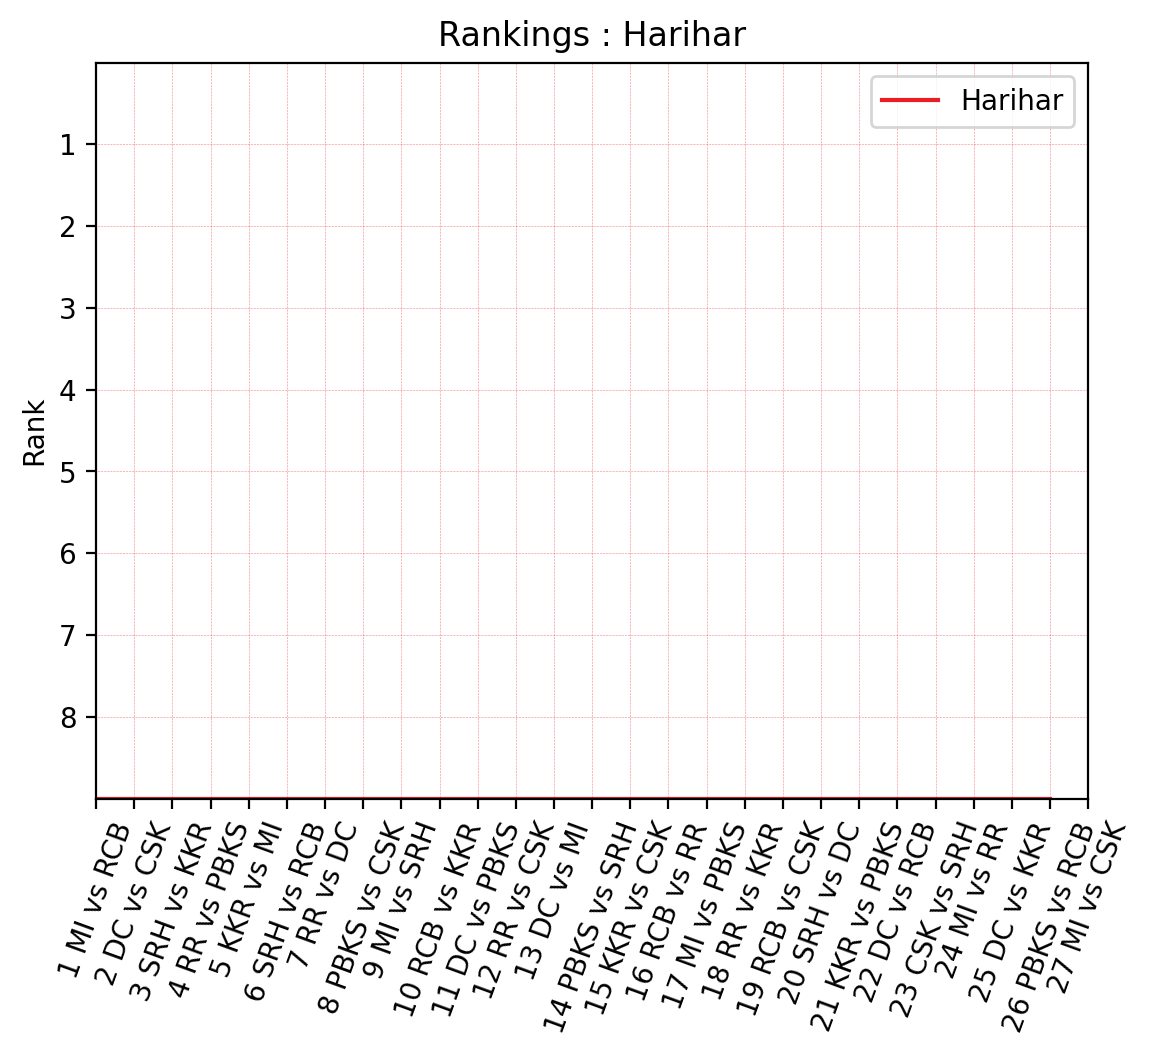 Rankings : Harihar
Harihar
Rank
1
2
3
4
5
6
7
8
1 MI vs RCB
2 DC vs CSK
3 SRH vs KKR
4 RR vs PBKS
5 KKR vs MI
6 SRH vs RCB
7 RR vs DC
8 PBKS vs CSK
9 MI vs SRH
10 RCB vs KKR
11 DC vs PBKS
12 RR vs CSK
13 DC vs MI
14 PBKS vs SRH
15 KKR vs CSK
16 RCB vs RR
17 MI vs PBKS
18 RR vs KKR
19 RCB vs CSK
20 SRH vs DC
21 KKR vs PBKS
22 DC vs RCB
23 CSK vs SRH
24 MI vs RR
25 DC vs KKR
26 PBKS vs RCB
27 MI vs CSK